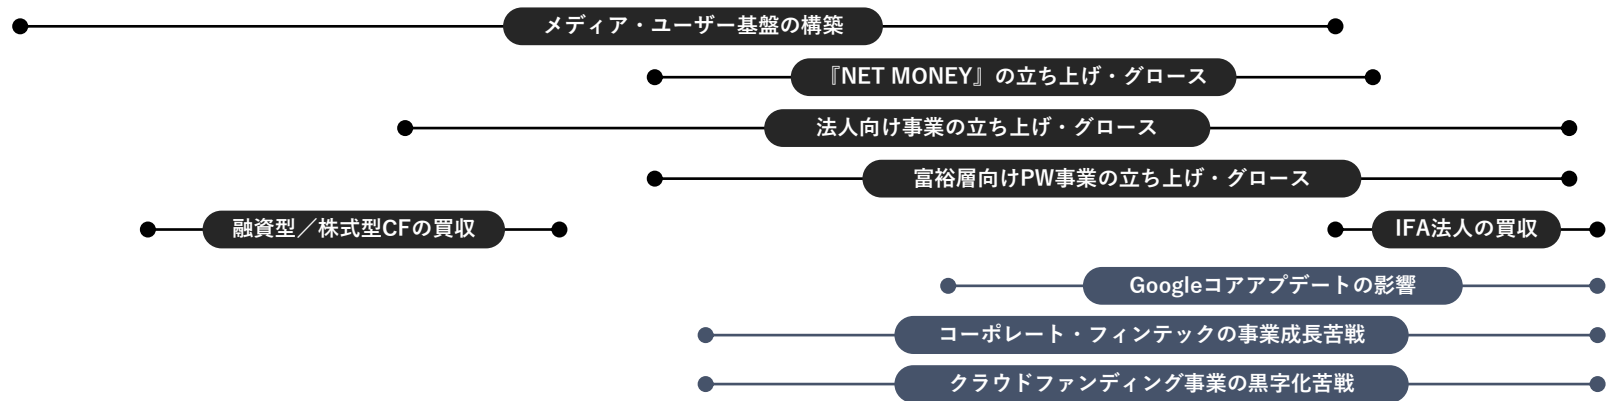 メディア・ユーザー基盤の構築
『NET MONEY』の立ち上げ・グロース
法人向け事業の立ち上げ・グロース
富裕層向けPW事業の立ち上げ・グロース
融資型／株式型CFの買収
IFA法人の買収
Googleコアアプデートの影響
コーポレート・フィンテックの事業成長苦戦
クラウドファンディング事業の黒字化苦戦